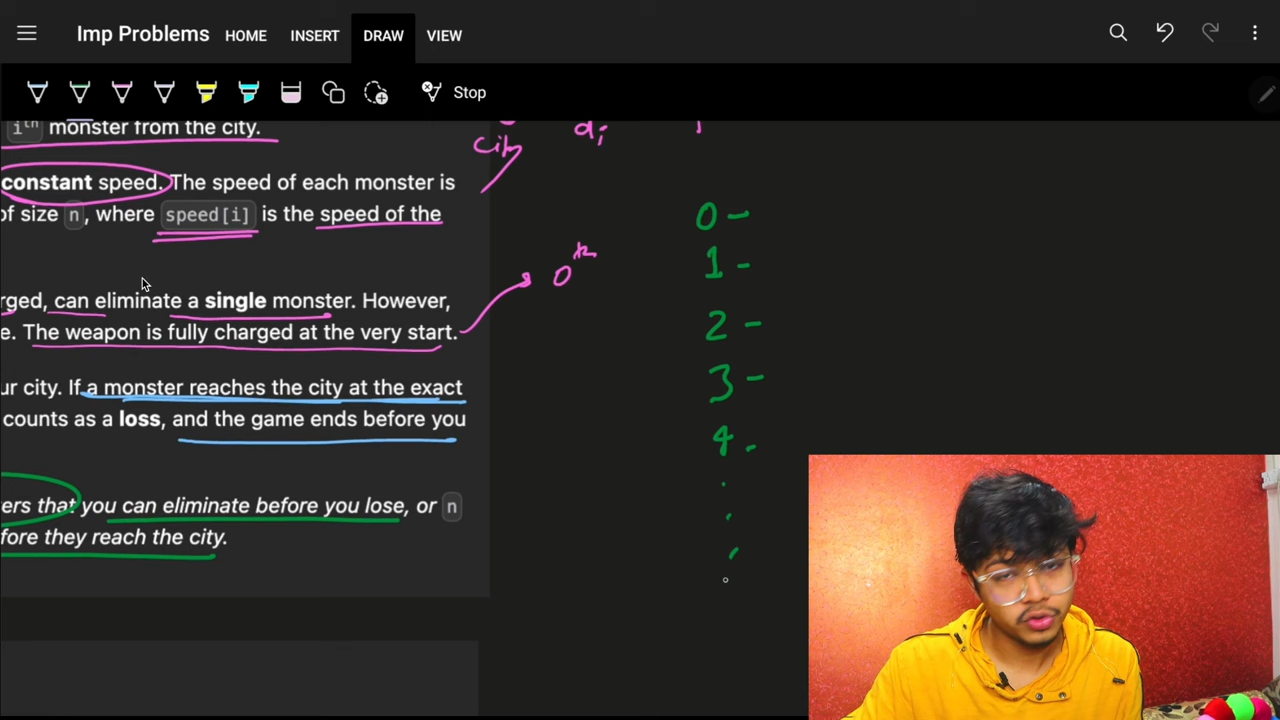 Imp Problems HOME INSERT DRAW VIEW
Stop
ith monster from the city.
constant speed. The speed of each monster is
of size n, where speed[i] is the speed of the
rged, can eliminate a single monster. However,
e. The weapon is fully charged at the very start.
ur city. If a monster reaches the city at the exact
counts as a loss, and the game ends before you
ers that you can eliminate before you lose, or n
fore they reach the city.
City
di
0th
0 -
1 -
2 -
3 -
4 -